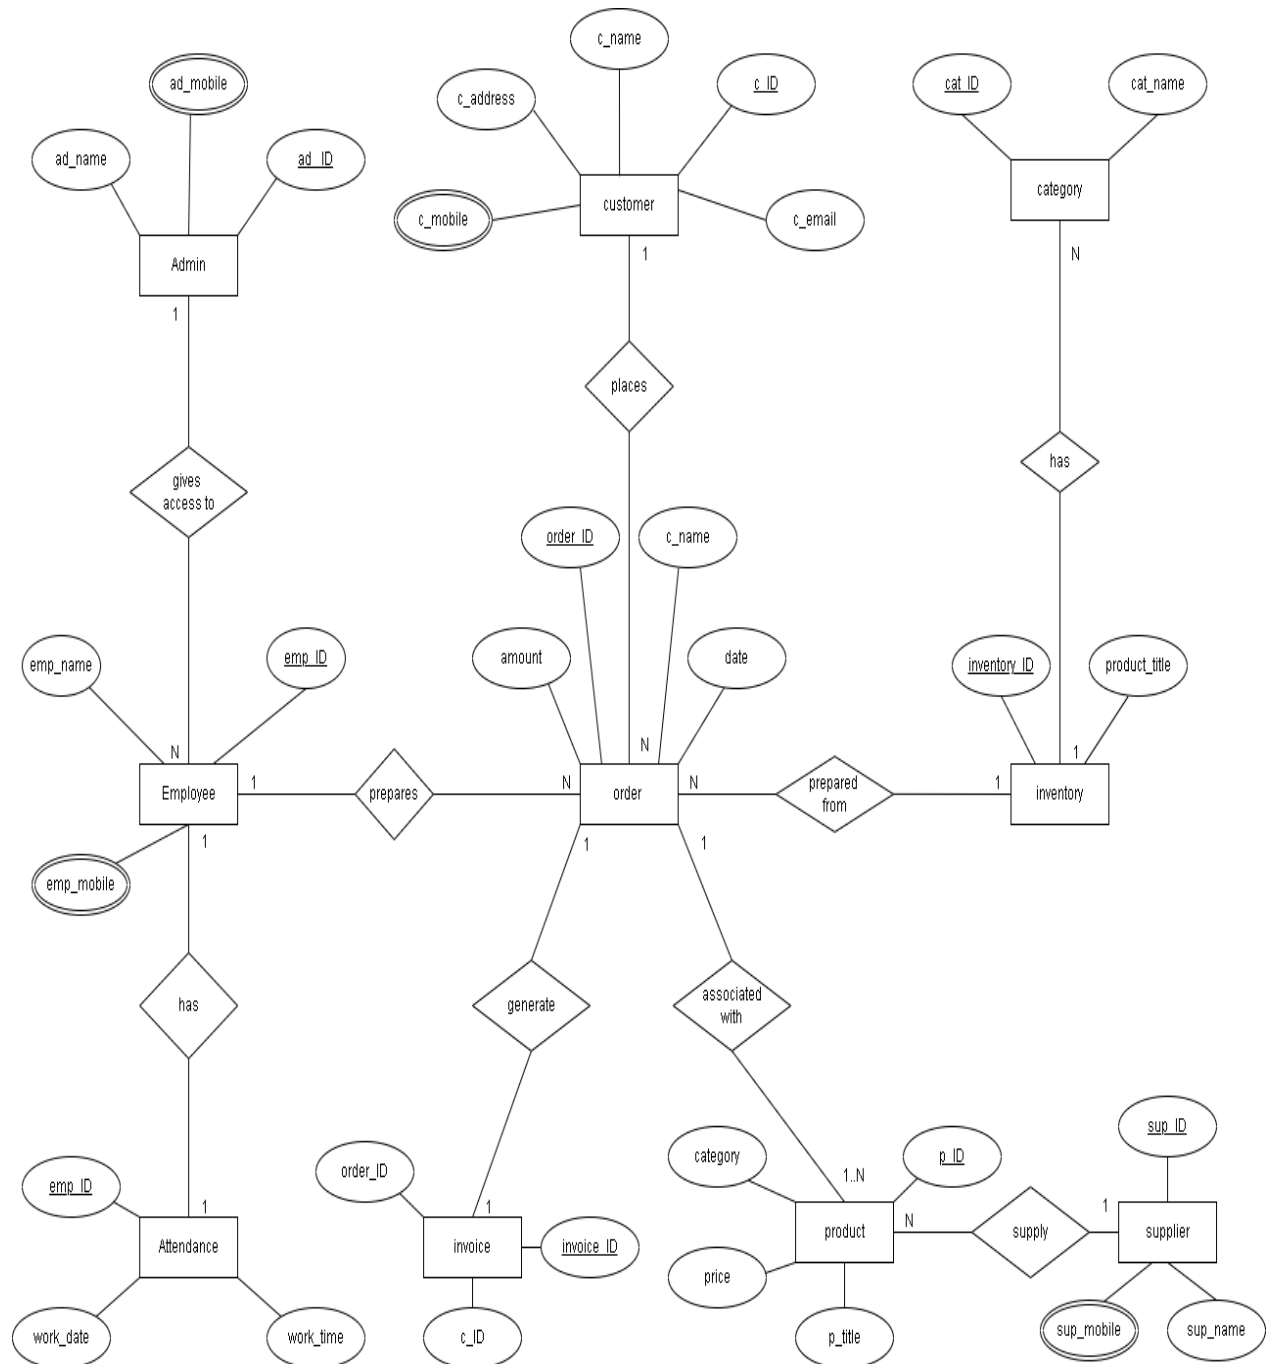 c_name
ad_mobile
c_address
c_ID
cat_ID
cat_name
ad_name
ad_ID
customer
category
c_mobile
c_email
Admin
1
N
1
places
has
gives
access to
order_ID
c_name
emp_name
emp_ID
amount
date
inventory_ID
product_title
N
N
1
Employee
1
prepares
N
order
N
prepared
from
1
inventory
1
1
1
emp_mobile
has
generate
associated
with
sup_ID
category
p_ID
order_ID
1..N
emp_ID
1
1
N
1
Attendance
invoice
invoice_ID
product
supply
supplier
price
work_date
work_time
c_ID
p_title
sup_mobile
sup_name